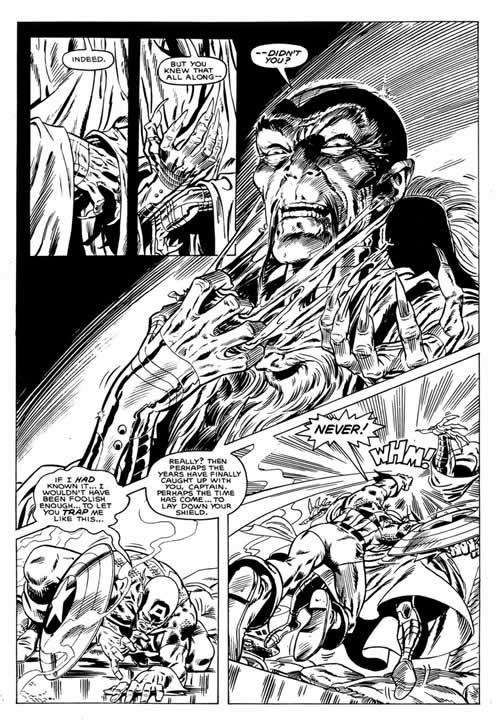 INDEED.
BUT YOU
KNEW THAT
ALL ALONG--
--DIDN'T
YOU?
IF I HAD
KNOWN IT... I
WOULDN'T HAVE
BEEN FOOLISH
ENOUGH... TO LET
YOU TRAP ME
LIKE THIS...
REALLY? THEN
PERHAPS THE
YEARS HAVE FINALLY
CAUGHT UP WITH
YOU, CAPTAIN.
PERHAPS THE TIME
HAS COME... TO
LAY DOWN YOUR
SHIELD.
NEVER!
WHM!